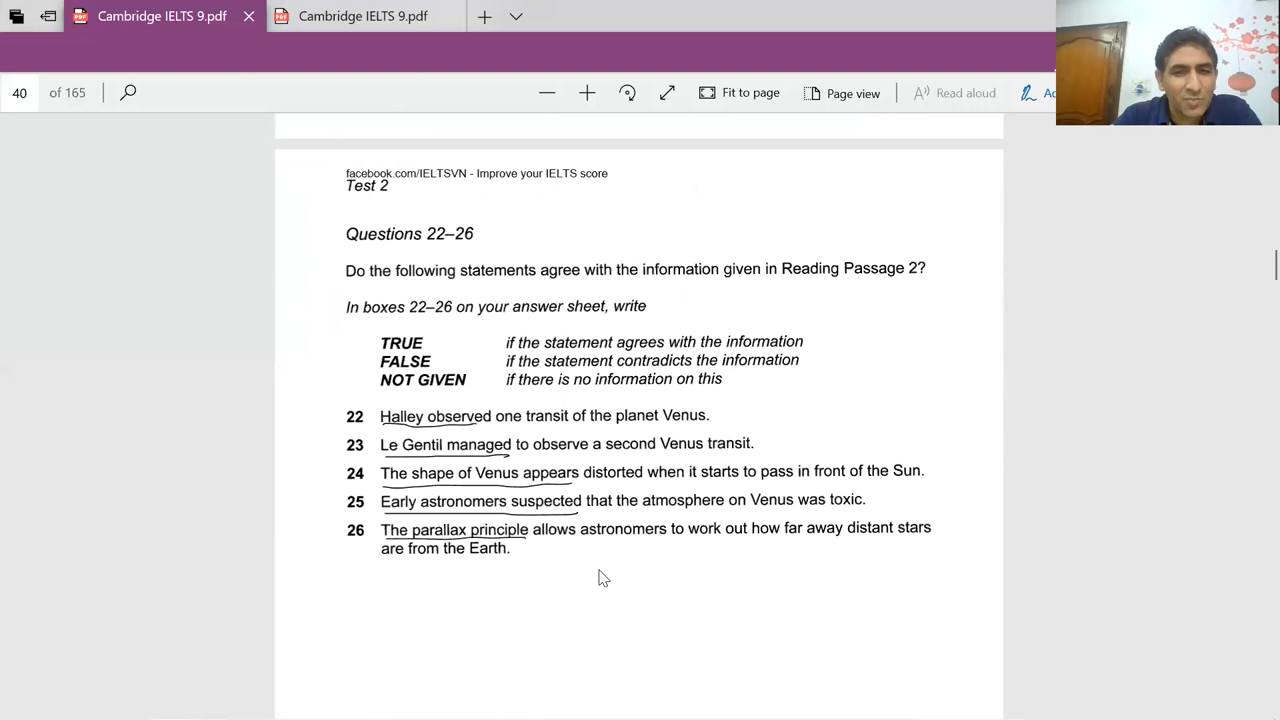 Cambridge IELTS 9.pdf
Cambridge IELTS 9.pdf
40 of 165
Fit to page
Page view
Read aloud
facebook.com/IELTSVN - Improve your IELTS score
Test 2
Questions 22–26
Do the following statements agree with the information given in Reading Passage 2?
In boxes 22–26 on your answer sheet, write
TRUE if the statement agrees with the information
FALSE if the statement contradicts the information
NOT GIVEN if there is no information on this
22 Halley observed one transit of the planet Venus.
23 Le Gentil managed to observe a second Venus transit.
24 The shape of Venus appears distorted when it starts to pass in front of the Sun.
25 Early astronomers suspected that the atmosphere on Venus was toxic.
26 The parallax principle allows astronomers to work out how far away distant stars
are from the Earth.